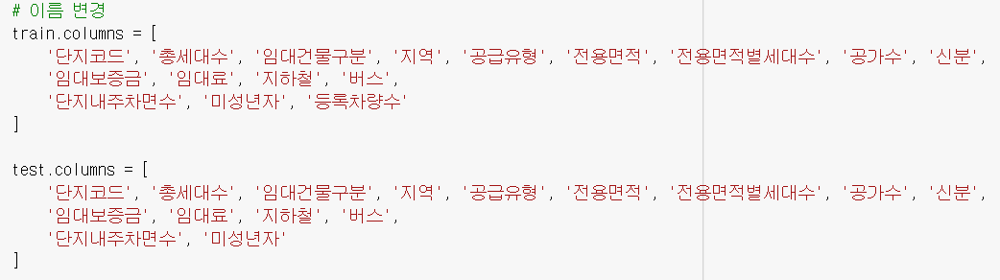 # 이름 변경
train.columns = [
'단지코드', '총세대수', '임대건물구분', '지역', '공급유형', '전용면적', '전용면적별세대수', '공가수', '신분',
'임대보증금', '임대료', '지하철', '버스',
'단지내주차면수', '미성년자', '등록차량수'
]
test.columns = [
'단지코드', '총세대수', '임대건물구분', '지역', '공급유형', '전용면적', '전용면적별세대수', '공가수', '신분',
'임대보증금', '임대료', '지하철', '버스',
'단지내주차면수', '미성년자'
]